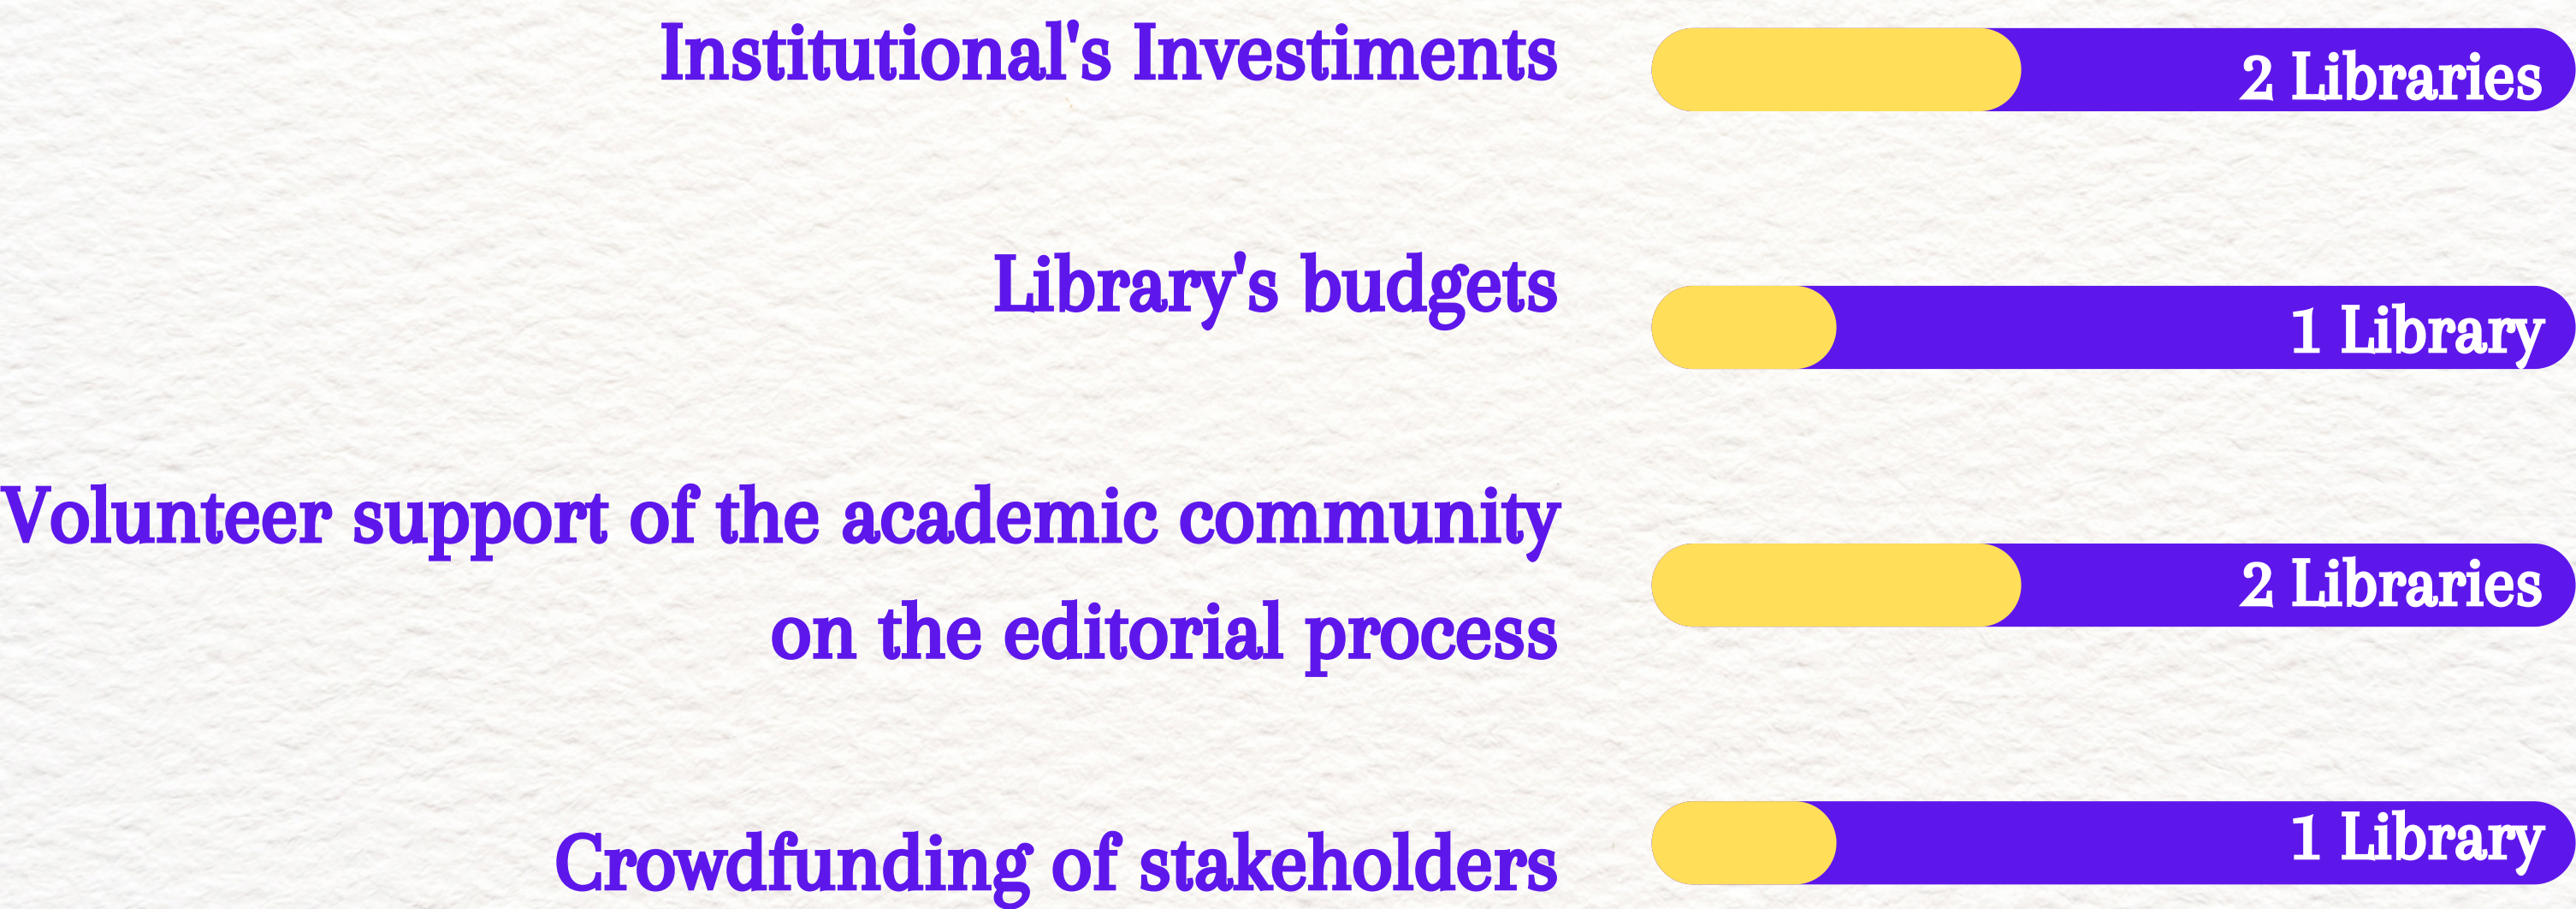 Institutional's Investiments
2 Libraries
Library's budgets
1 Library
Volunteer support of the academic community
on the editorial process
2 Libraries
Crowdfunding of stakeholders
1 Library